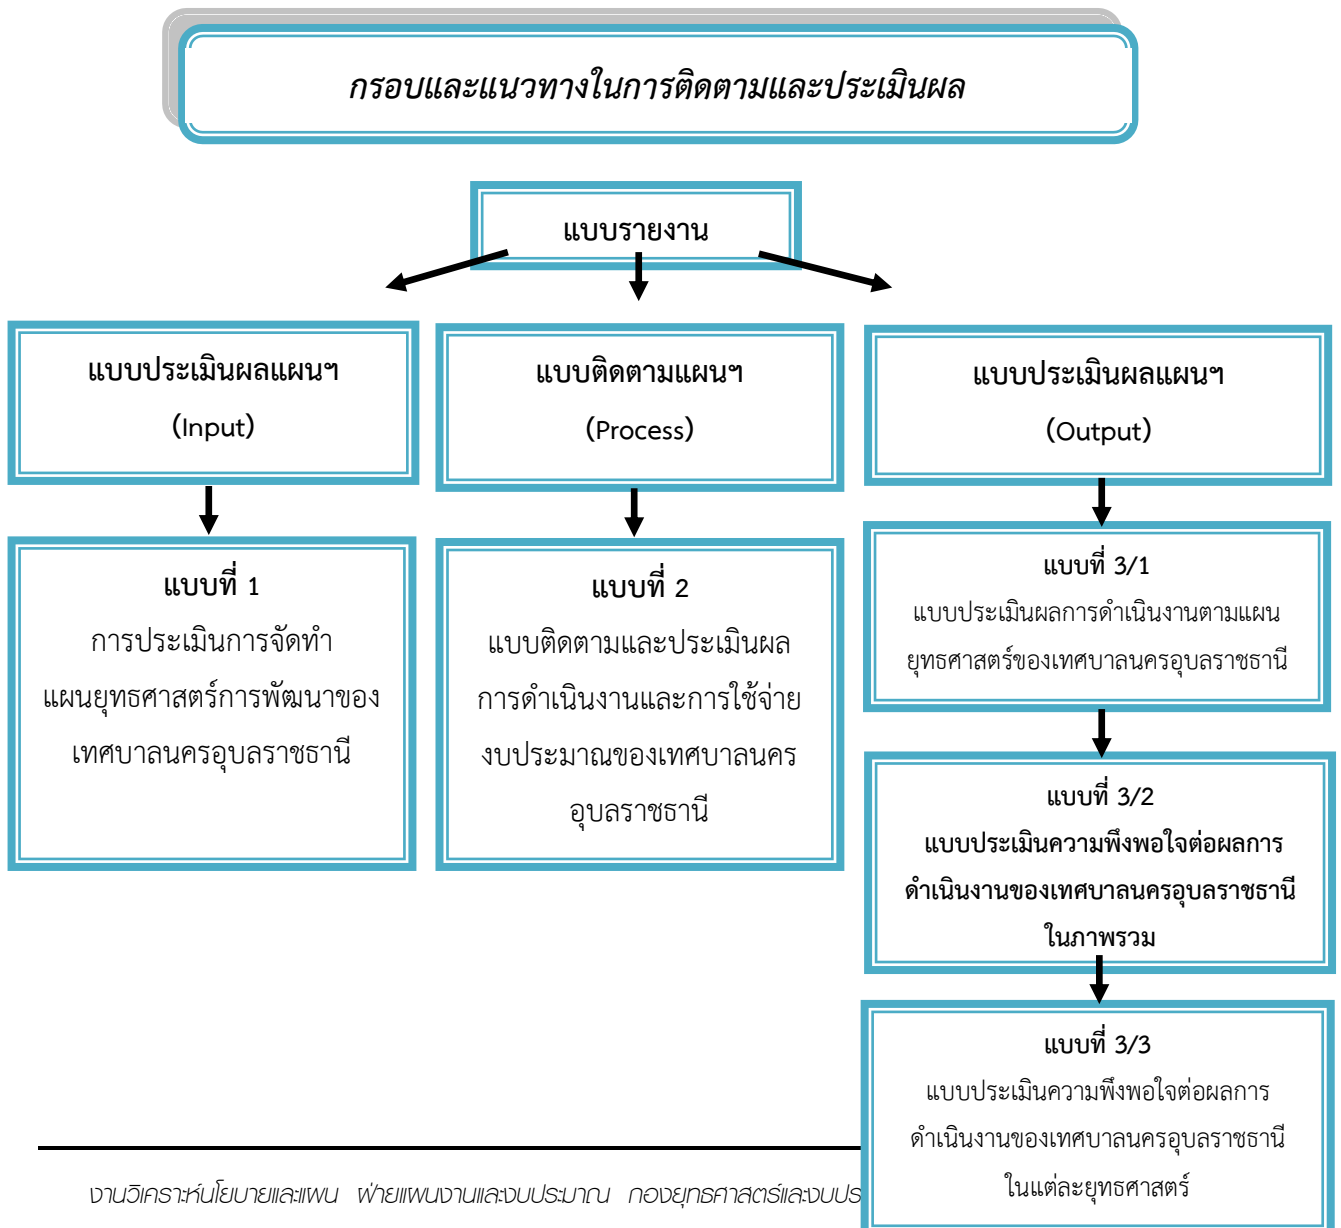 กรอบและแนวทางในการติดตามและประเมินผล
แบบรายงาน
แบบประเมินผลแผนฯ
(Input)
แบบติดตามแผนฯ
(Process)
แบบประเมินผลแผนฯ
(Output)
แบบที่ 1
การประเมินการจัดทำ
แผนยุทธศาสตร์การพัฒนาของ
เทศบาลนครอุบลราชธานี
แบบที่ 2
แบบติดตามและประเมินผล
การดำเนินงานและการใช้จ่าย
งบประมาณของเทศบาลนคร
อุบลราชธานี
แบบที่ 3/1
แบบประเมินผลการดำเนินงานตามแผน
ยุทธศาสตร์ของเทศบาลนครอุบลราชธานี
แบบที่ 3/2
แบบประเมินความพึงพอใจต่อผลการ
ดำเนินงานของเทศบาลนครอุบลราชธานี
ในภาพรวม
แบบที่ 3/3
แบบประเมินความพึงพอใจต่อผลการ
ดำเนินงานของเทศบาลนครอุบลราชธานี
ในแต่ละยุทธศาสตร์
งานวิเคราะห์นโยบายและแผน ฝ่ายแผนงานและงบประมาณ กองยุทธศาสตร์และงบปร